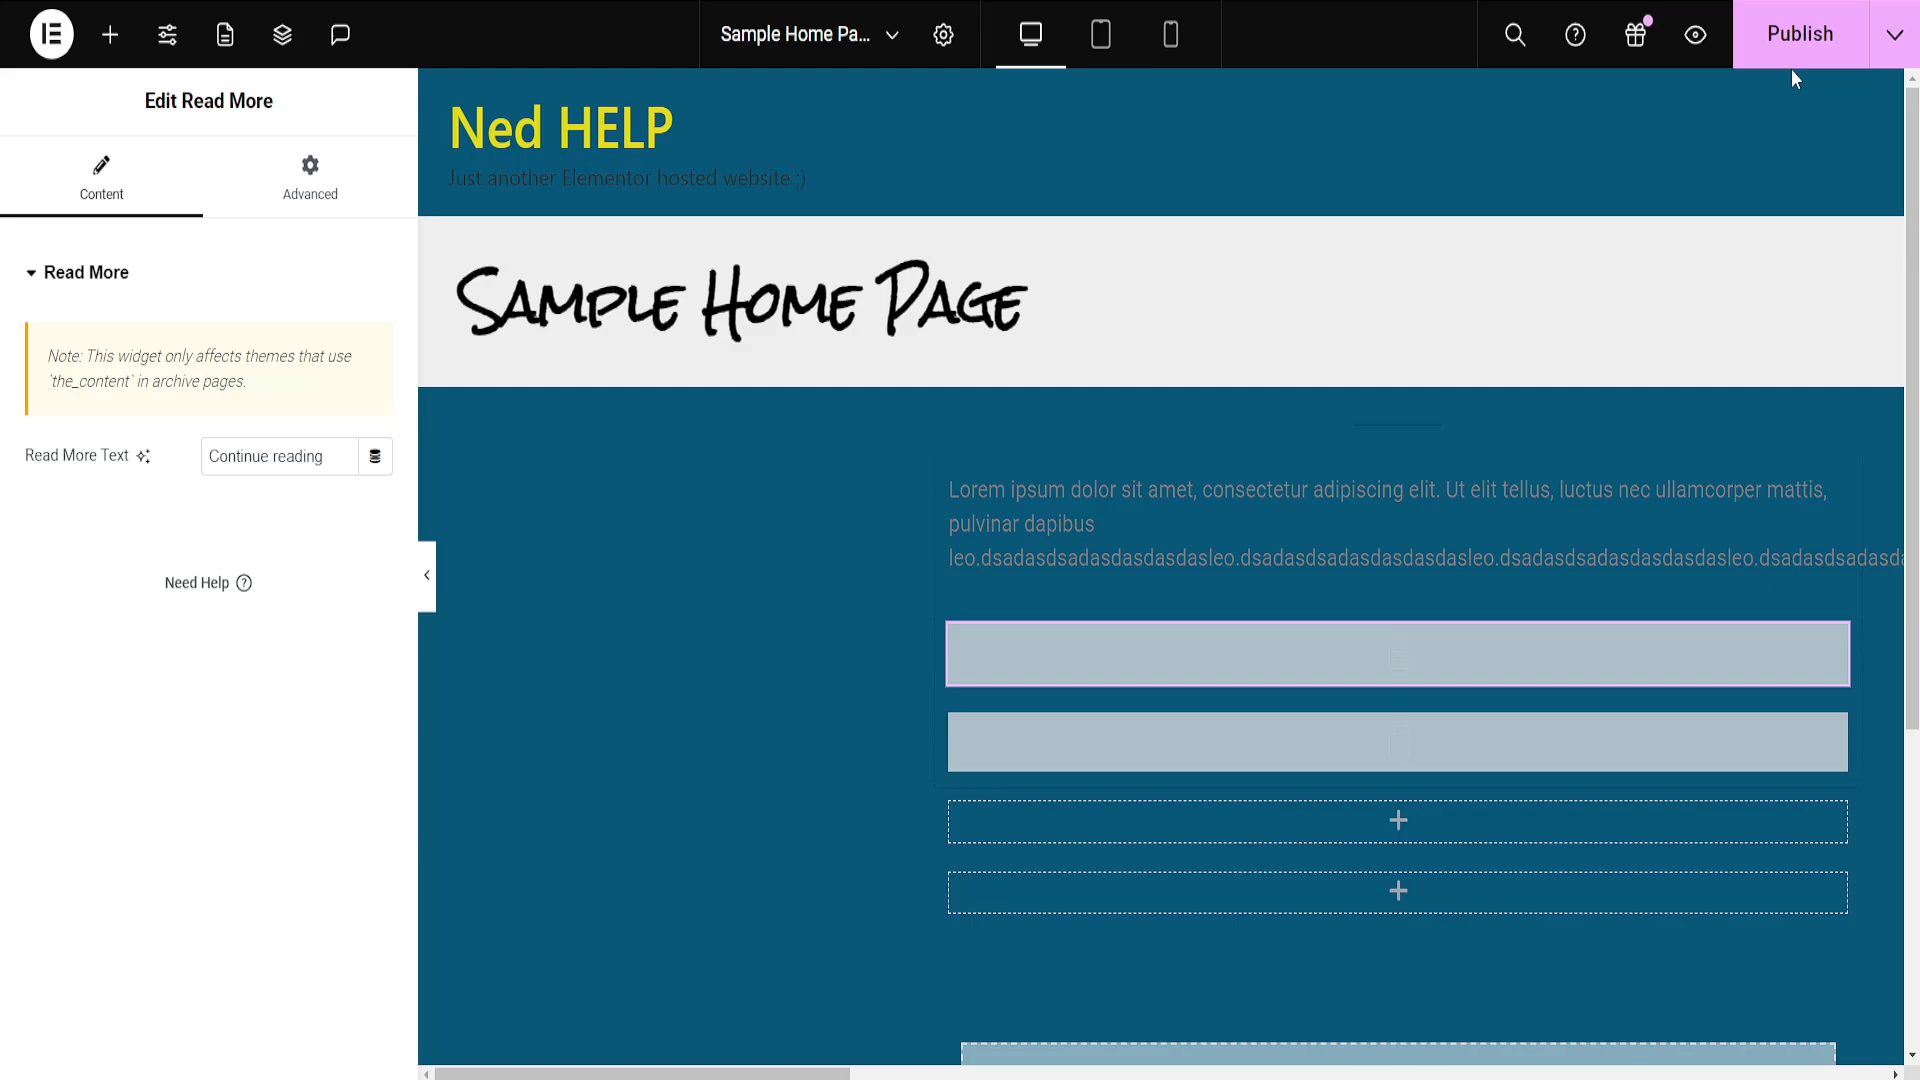 Sample Home Pa...
Publish
Edit Read More
Content
Advanced
Read More
Note: This widget only affects themes that use
`the_content` in archive pages.
Read More Text
Continue reading
Need Help
Ned HELP
Just another Elementor hosted website ;)
Sample Home Page
Lorem ipsum dolor sit amet, consectetur adipiscing elit. Ut elit tellus, luctus nec ullamcorper mattis,
pulvinar dapibus
leo.dsadasdsadasdasdasdasleo.dsadasdsadasdasdasdasleo.dsadasdsadasdasdasdasleo.dsadasdsadasda